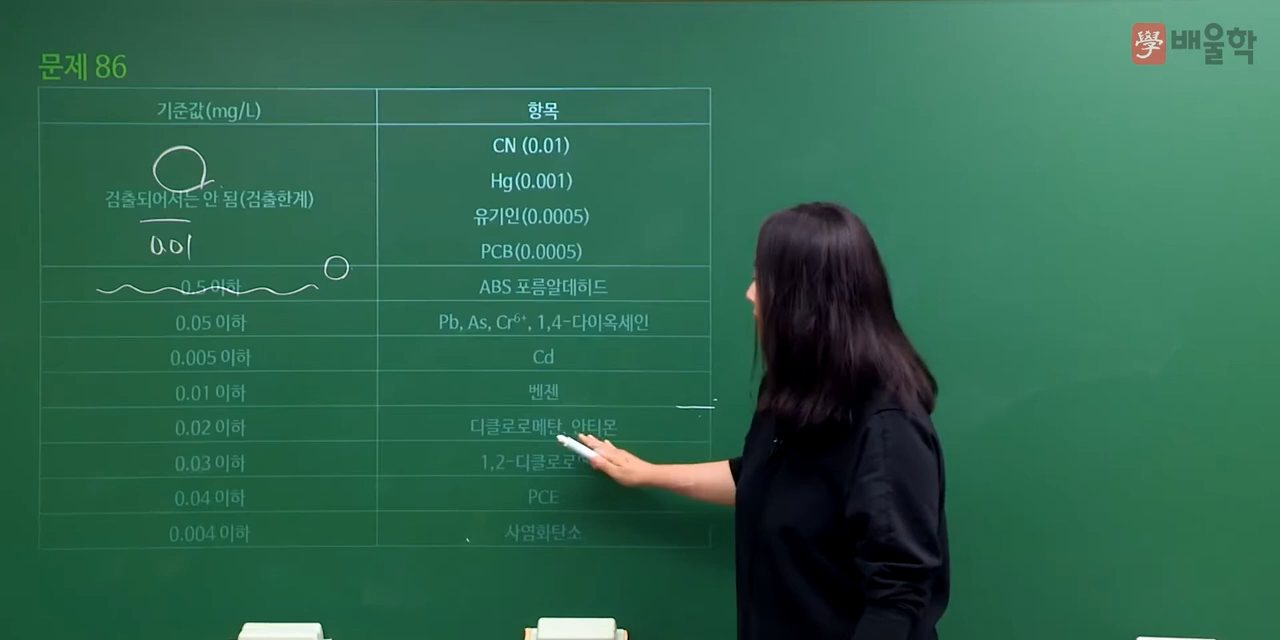 學 배울학
문제 86
기준값(mg/L) 항목
검출되어서는 안 됨(검출한계)
0.01
CN (0.01)
Hg(0.001)
유기인(0.0005)
PCB(0.0005)
0.5 이하 ABS 포름알데히드
0.05 이하 Pb, As, Cr⁶⁺, 1,4-다이옥세인
0.005 이하 Cd
0.01 이하 벤젠
0.02 이하 디클로로메탄, 안티몬
0.03 이하 1,2-디클로로
0.04 이하 PCE
0.004 이하 사염화탄소